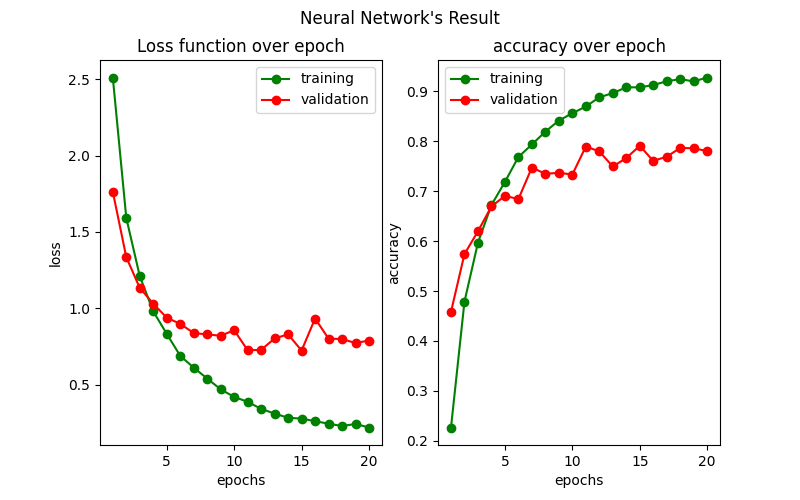 Neural Network's Result
Loss function over epoch
training
validation
2.5
2.0
1.5
1.0
0.5
loss
5
10
15
20
epochs
accuracy over epoch
training
validation
0.9
0.8
0.7
0.6
0.5
0.4
0.3
0.2
accuracy
5
10
15
20
epochs